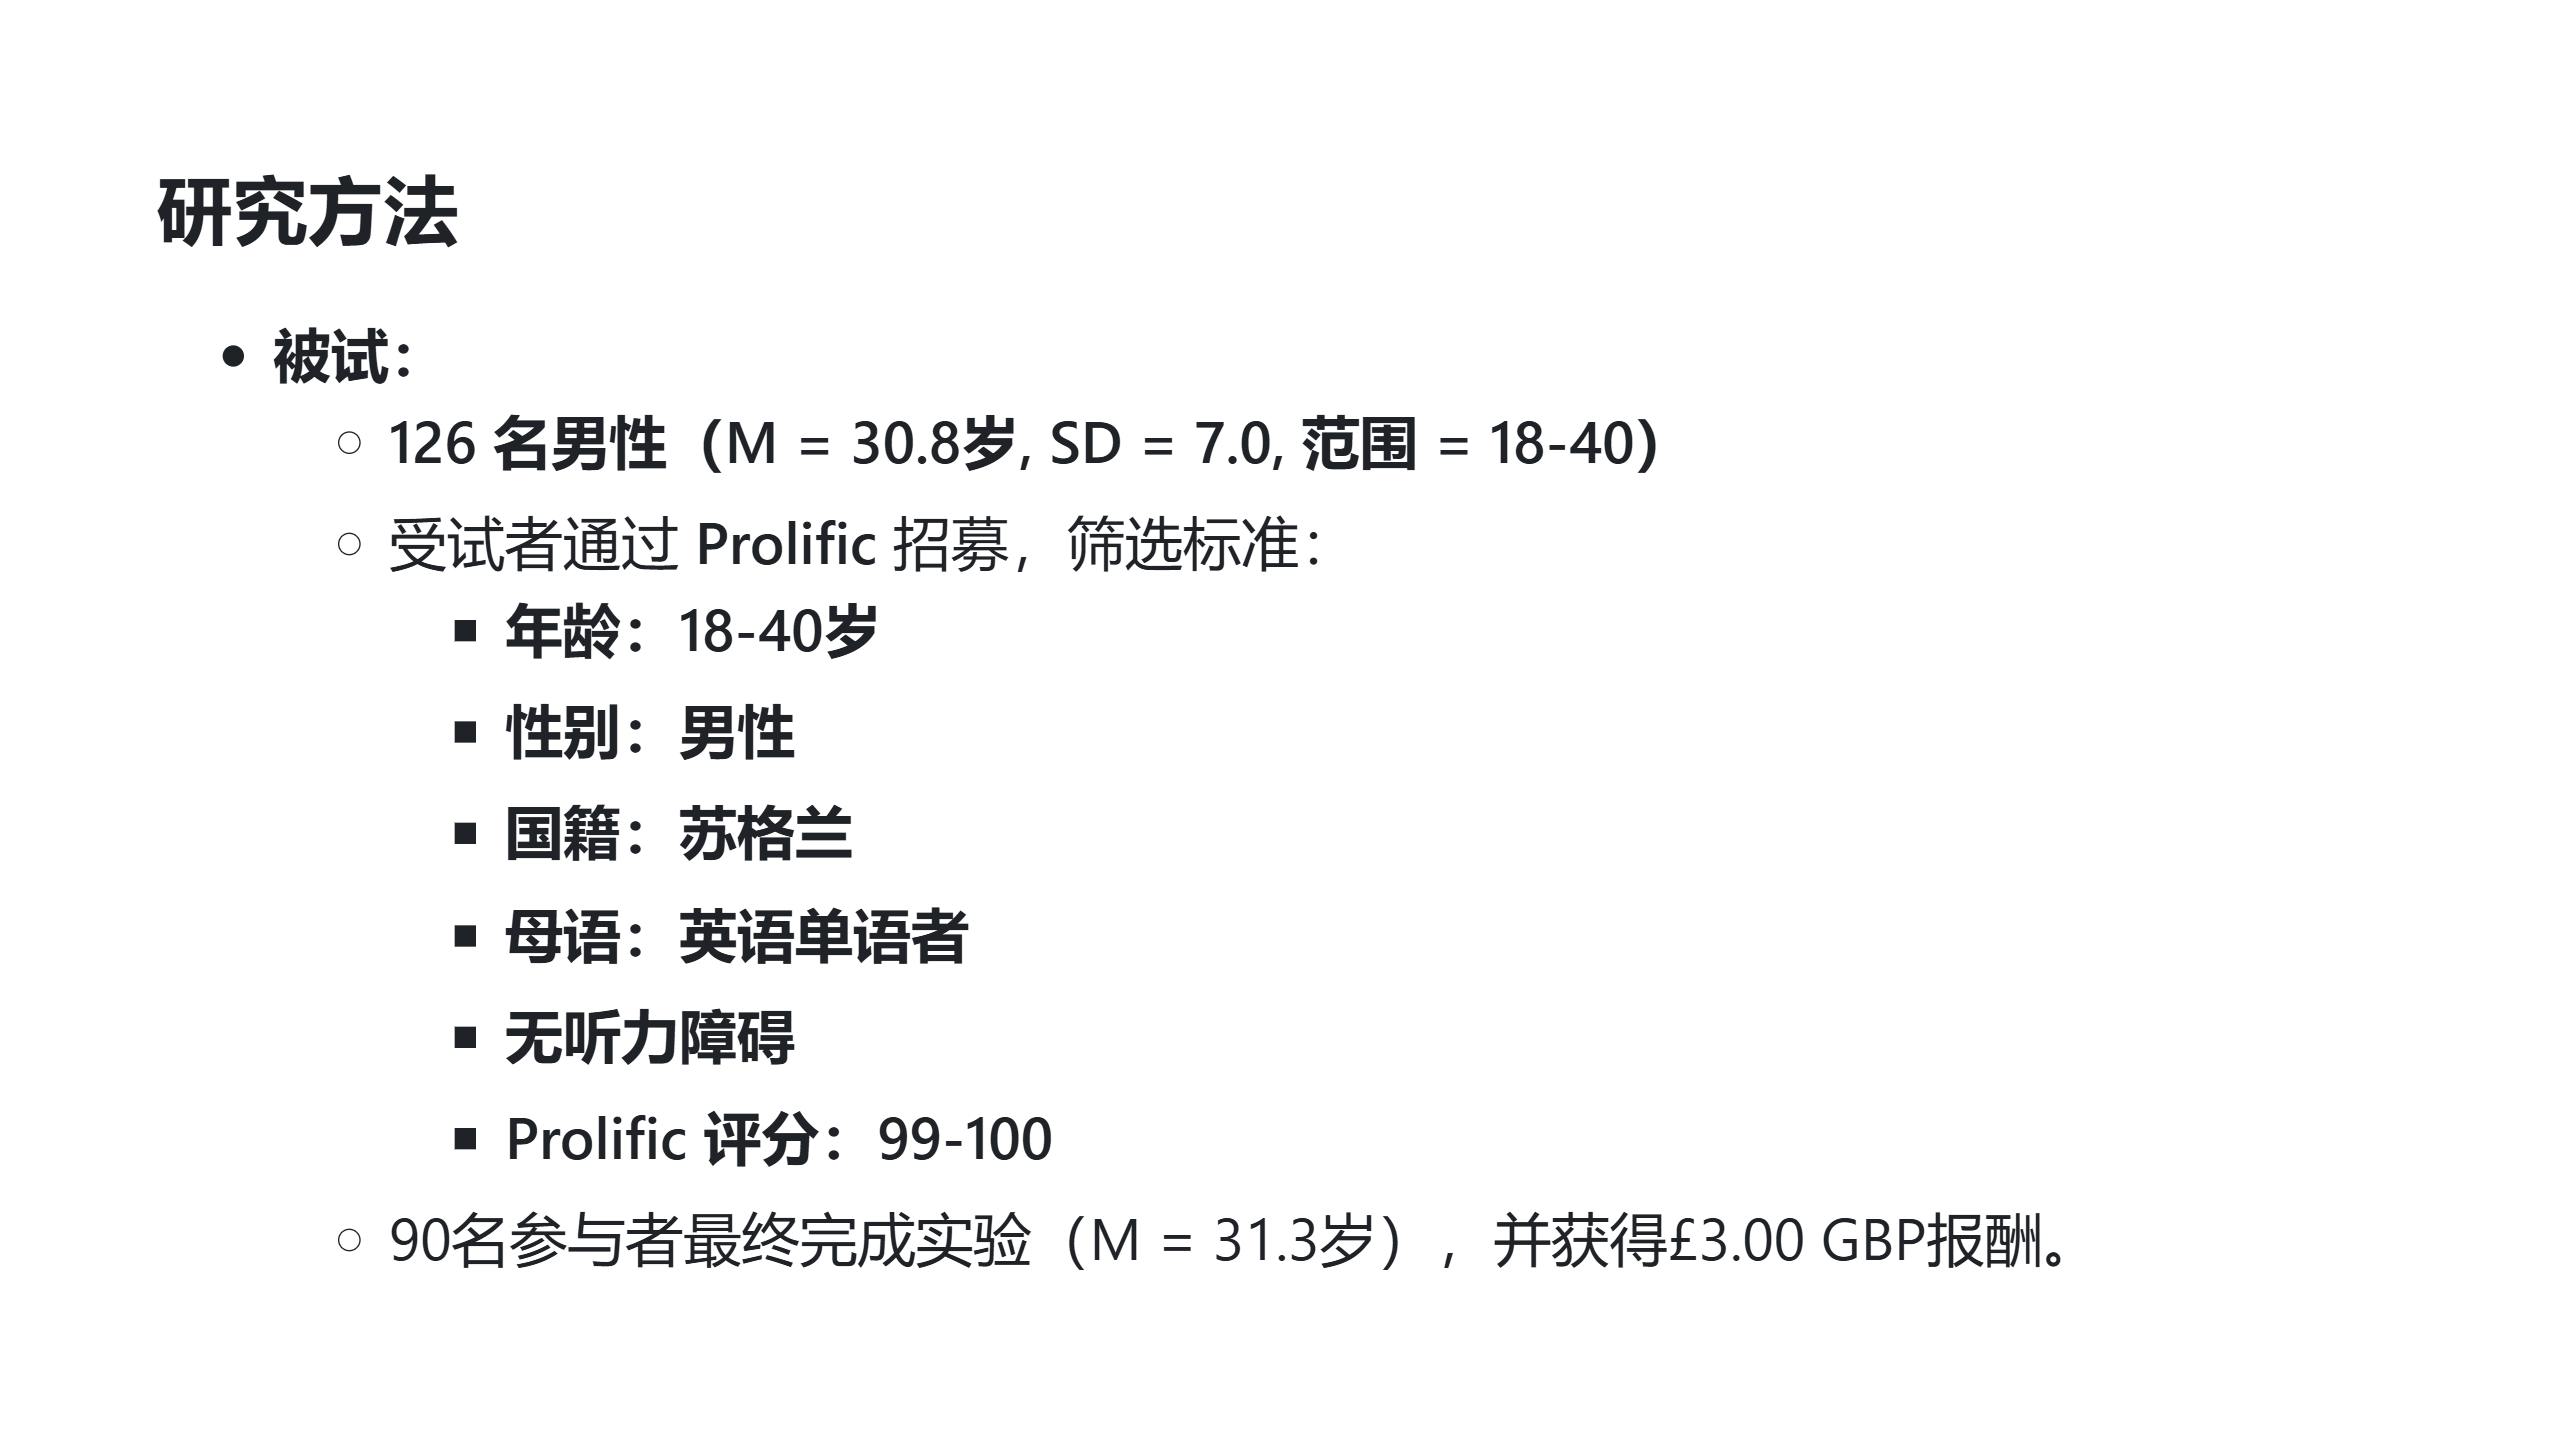 研究方法
被试：
126 名男性（M = 30.8岁, SD = 7.0, 范围 = 18-40）
受试者通过 Prolific 招募，筛选标准：
年龄：18-40岁
性别：男性
国籍：苏格兰
母语：英语单语者
无听力障碍
Prolific 评分：99-100
90名参与者最终完成实验（M = 31.3岁），并获得£3.00 GBP报酬。